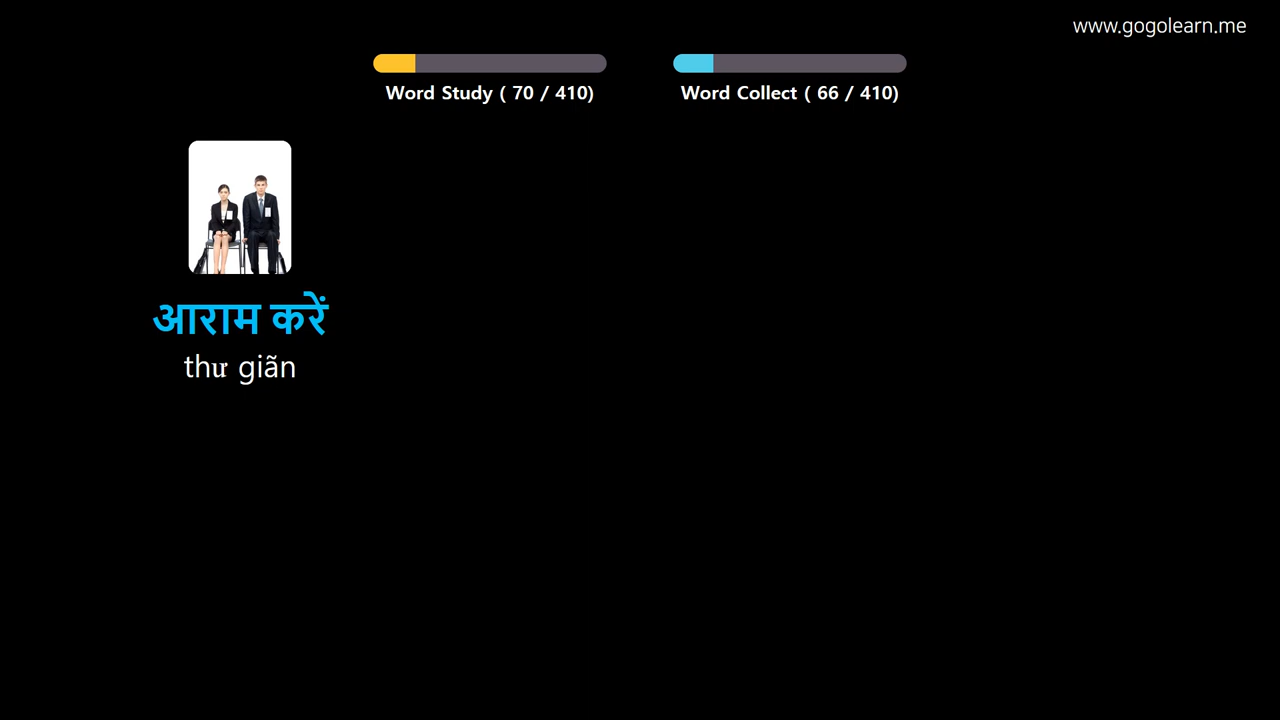 www.gogolearn.me
Word Study ( 70 / 410)
Word Collect ( 66 / 410)
आराम करें
thư giãn